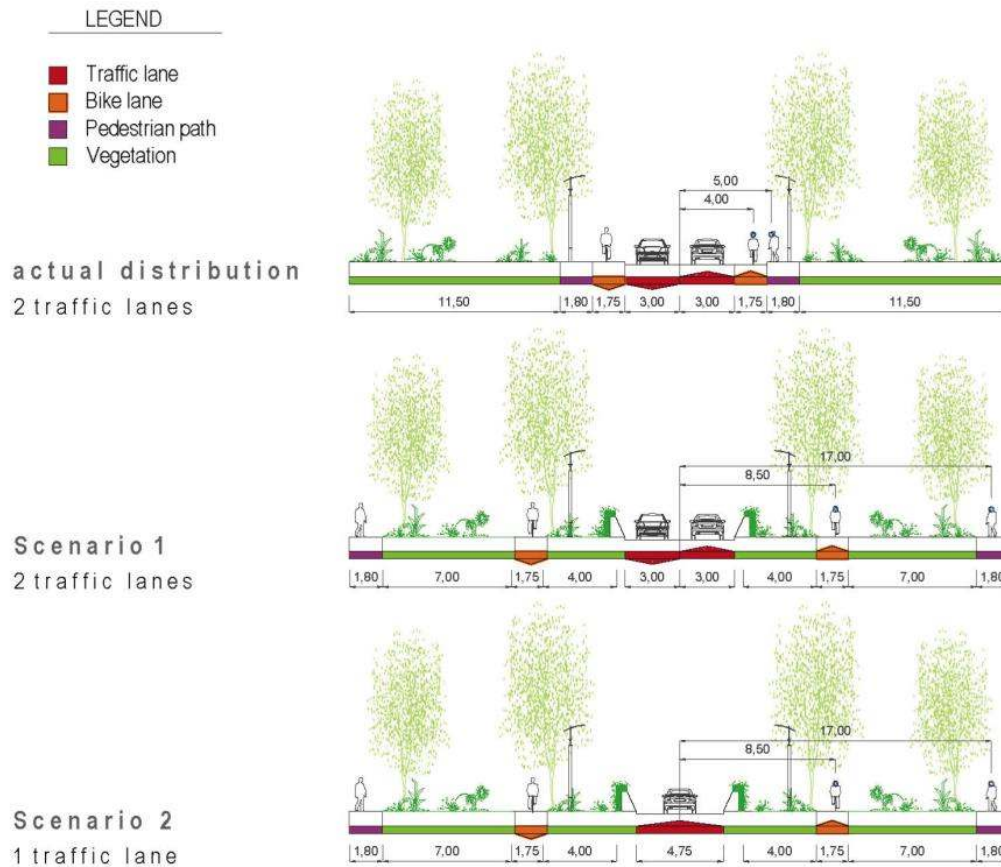 LEGEND
Traffic lane
Bike lane
Pedestrian path
Vegetation
5,00
4,00
actual distribution
2 traffic lanes
11,50 1,80 1,75 3,00 3,00 1,75 1,80 11,50
17,00
8,50
Scenario 1
2 traffic lanes
1,80 7,00 1,75 4,00 3,00 3,00 4,00 1,75 7,00 1,80
17,00
8,50
Scenario 2
1 traffic lane
1,80 7,00 1,75 4,00 4,75 4,00 1,75 7,00 1,80